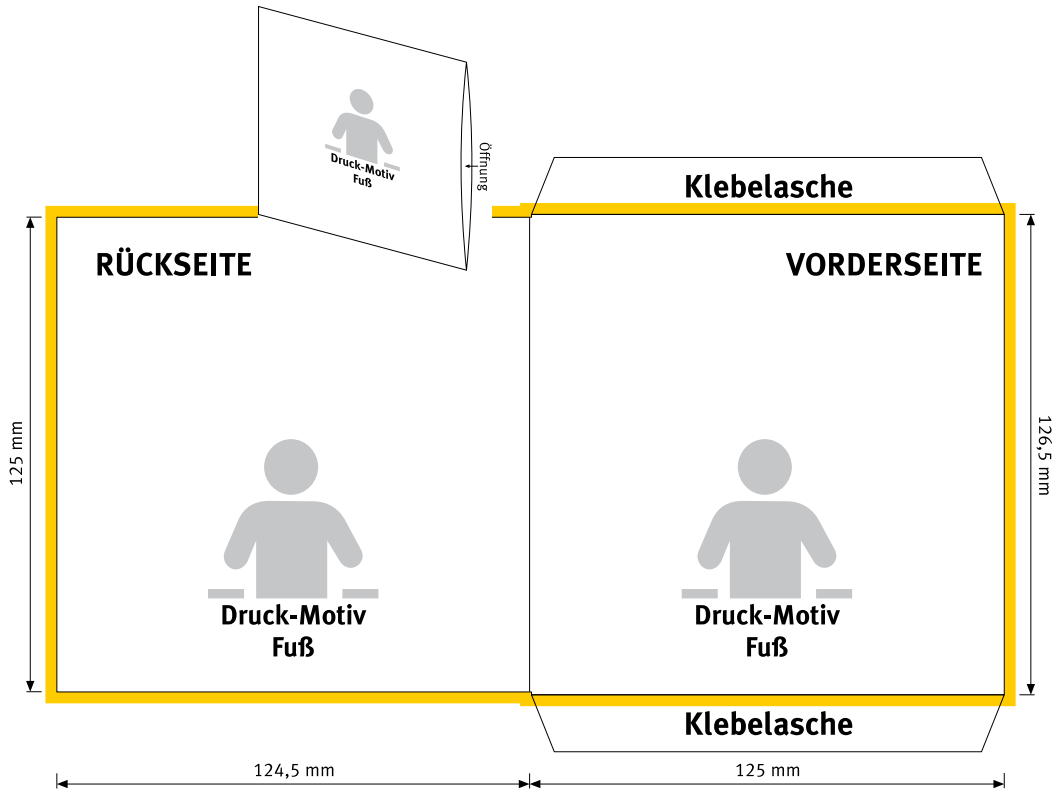 Druck-Motiv
Fuß
Öffnung
Klebelasche
RÜCKSEITE
VORDERSEITE
125 mm
126,5 mm
Druck-Motiv
Fuß
Druck-Motiv
Fuß
Klebelasche
124,5 mm
125 mm